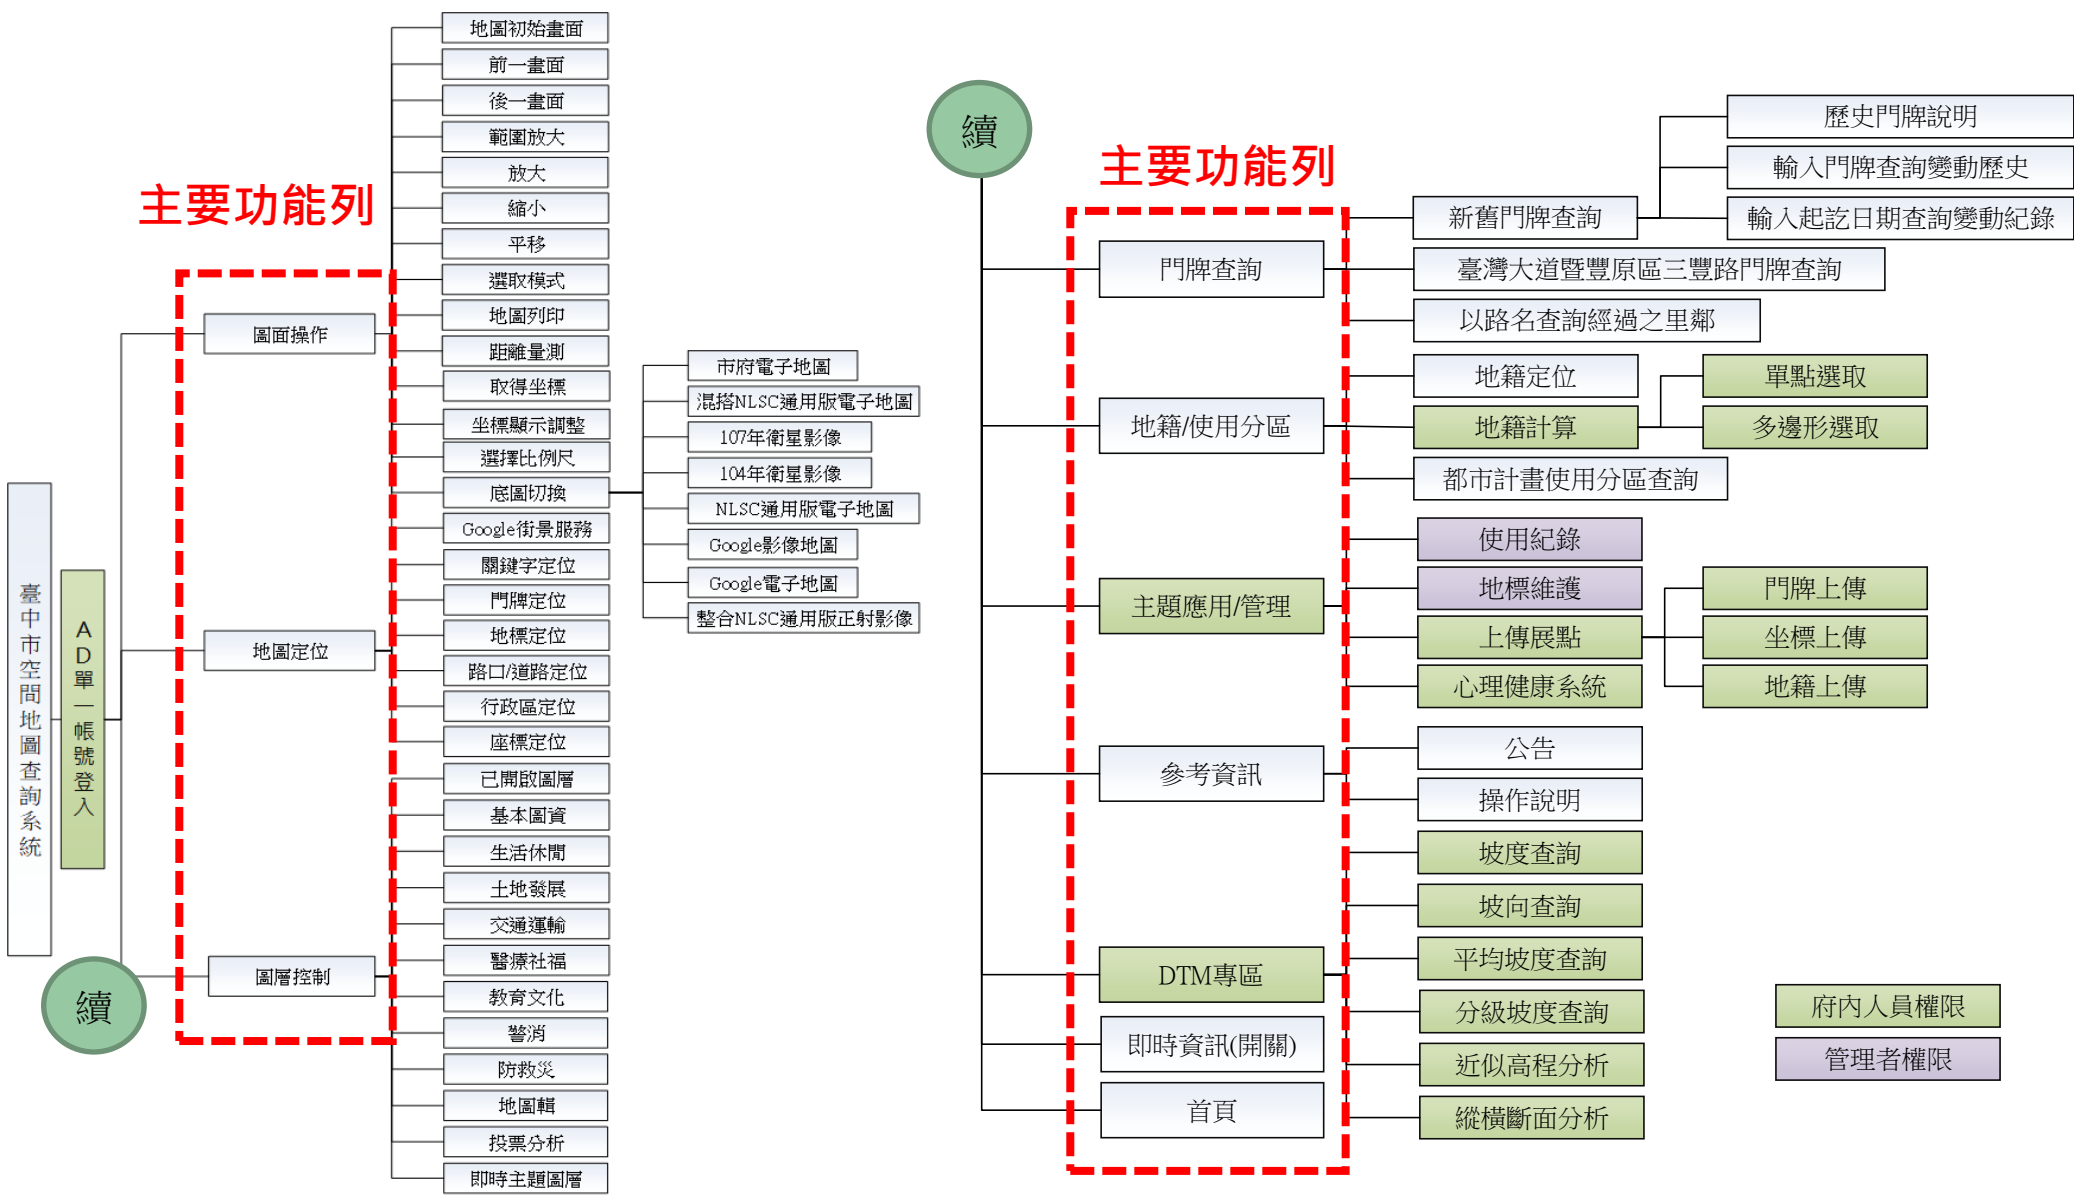 主要功能列
臺中市空間地圖查詢系統
AD單一帳號登入
續
圖面操作
地圖初始畫面
前一畫面
後一畫面
範圍放大
放大
縮小
平移
選取模式
地圖列印
距離量測
取得坐標
坐標顯示調整
選擇比例尺
底圖切換
市府電子地圖
混搭NLSC通用版電子地圖
107年衛星影像
104年衛星影像
NLSC通用版電子地圖
Google影像地圖
Google電子地圖
整合NLSC通用版正射影像
Google街景服務
地圖定位
關鍵字定位
門牌定位
地標定位
路口/道路定位
行政區定位
座標定位
圖層控制
已開啟圖層
基本圖資
生活休閒
土地發展
交通運輸
醫療社福
教育文化
警消
防救災
地圖輯
投票分析
即時主題圖層
續
主要功能列
門牌查詢
新舊門牌查詢
歷史門牌說明
輸入門牌查詢變動歷史
輸入起訖日期查詢變動紀錄
臺灣大道暨豐原區三豐路門牌查詢
以路名查詢經過之里鄰
地籍/使用分區
地籍定位
地籍計算
單點選取
多邊形選取
都市計畫使用分區查詢
主題應用/管理
使用紀錄
地標維護
上傳展點
門牌上傳
坐標上傳
地籍上傳
心理健康系統
參考資訊
公告
操作說明
DTM專區
坡度查詢
坡向查詢
平均坡度查詢
分級坡度查詢
近似高程分析
縱橫斷面分析
即時資訊(開關)
首頁
府內人員權限
管理者權限